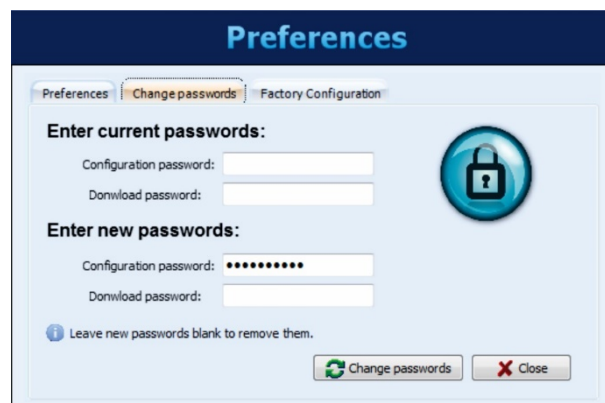 Preferences
Preferences Change passwords Factory Configuration
Enter current passwords:
Configuration password:
Donwload password:
Enter new passwords:
Configuration password: ••••••••••
Donwload password:
Leave new passwords blank to remove them.
Change passwords Close